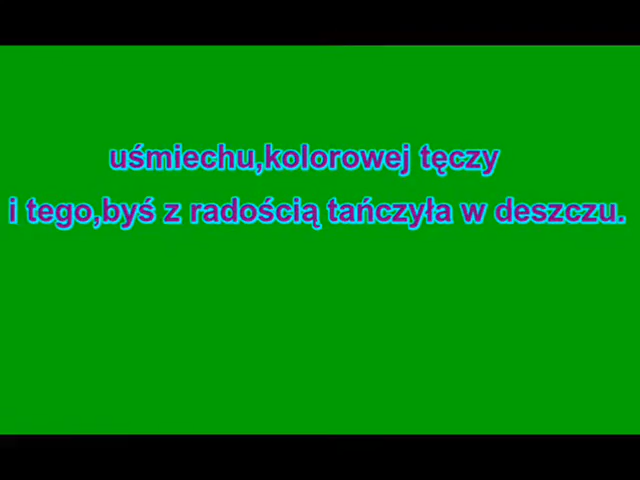 uśmiechu,kolorowej tęczy
i tego,byś z radością tańczyła w deszczu.